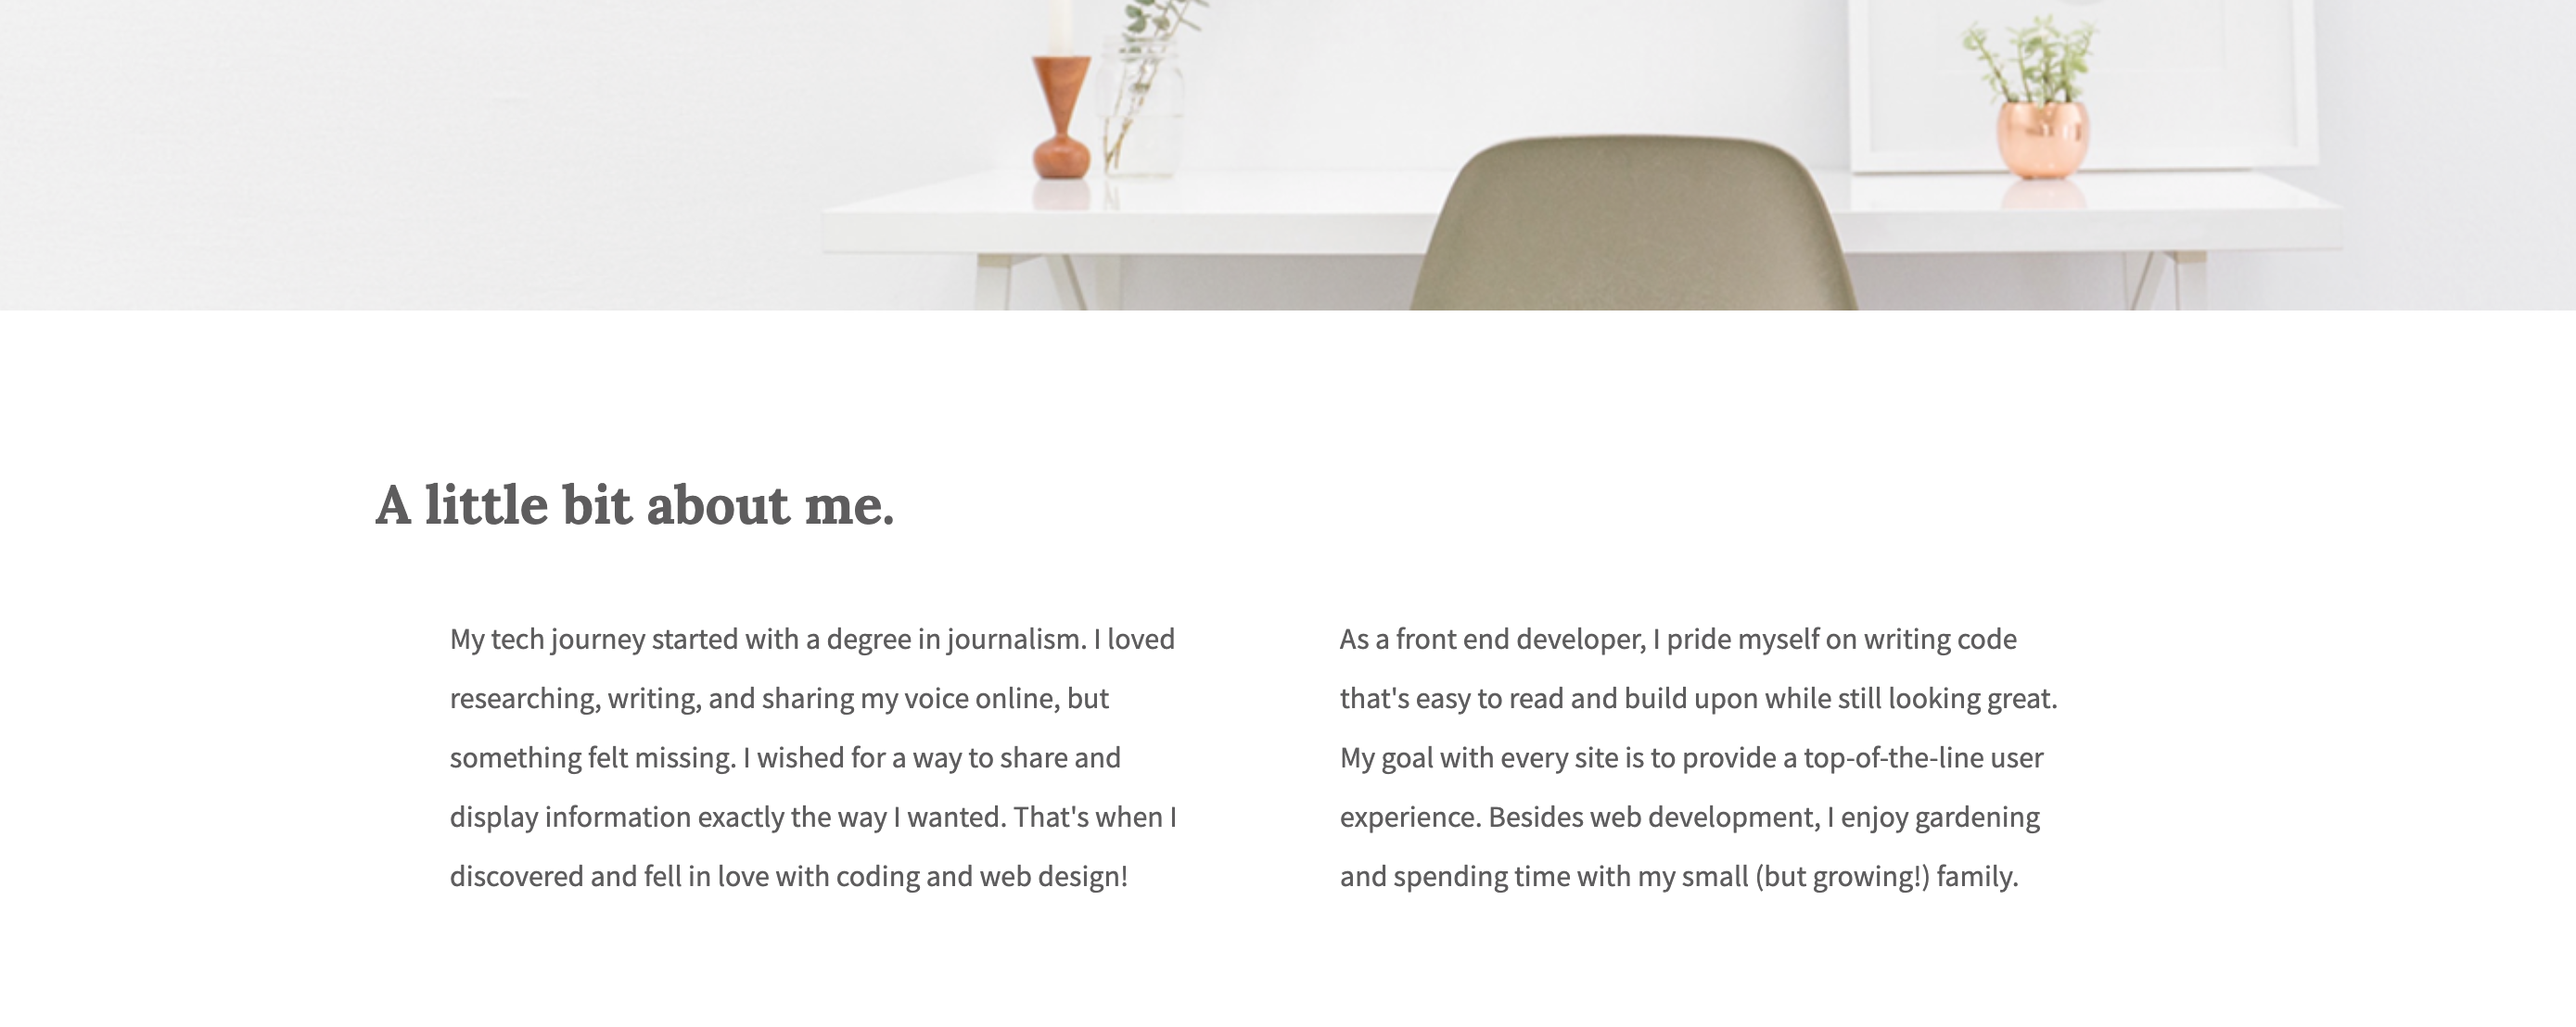 A little bit about me.
My tech journey started with a degree in journalism. I loved
researching, writing, and sharing my voice online, but
something felt missing. I wished for a way to share and
display information exactly the way I wanted. That's when I
discovered and fell in love with coding and web design!
As a front end developer, I pride myself on writing code
that's easy to read and build upon while still looking great.
My goal with every site is to provide a top-of-the-line user
experience. Besides web development, I enjoy gardening
and spending time with my small (but growing!) family.